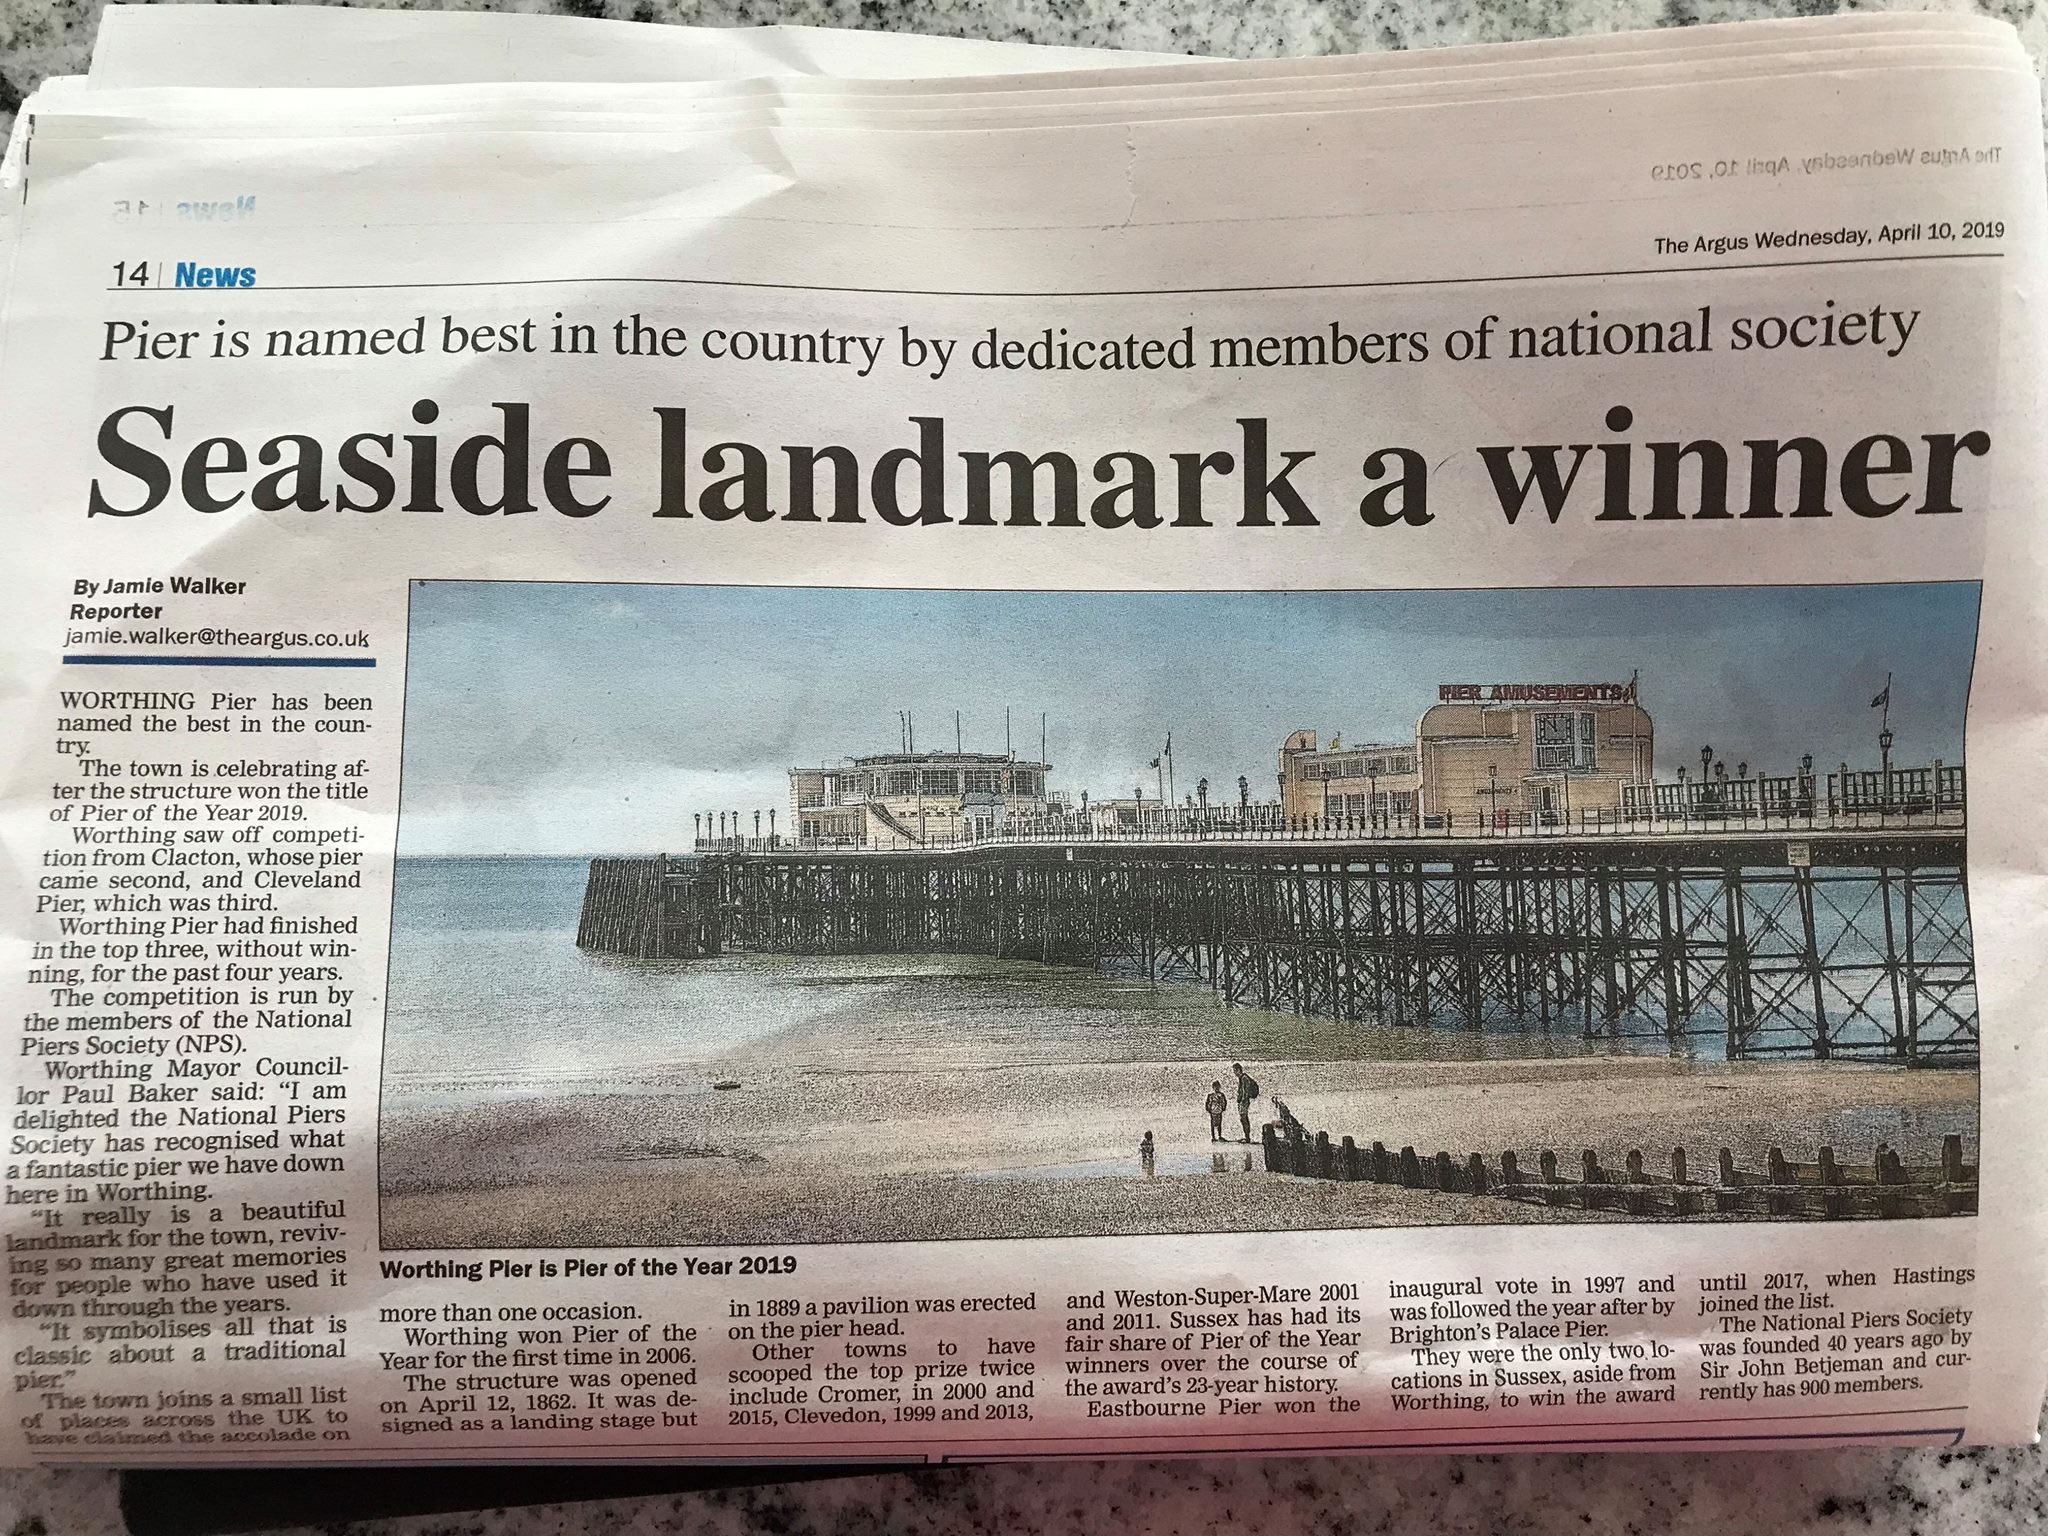 The Argus Wednesday, April 10, 2019
News | 15
The Argus Wednesday, April 10, 2019
14 | News
Pier is named best in the country by dedicated members of national society
Seaside landmark a winner
By Jamie Walker
Reporter
jamie.walker@theargus.co.uk
WORTHING Pier has been
named the best in the coun-
try.
The town is celebrating af-
ter the structure won the title
of Pier of the Year 2019.
Worthing saw off competi-
tion from Clacton, whose pier
came second, and Cleveland
Pier, which was third.
Worthing Pier had finished
in the top three, without win-
ning, for the past four years.
The competition is run by
the members of the National
Piers Society (NPS).
Worthing Mayor Council-
lor Paul Baker said: “I am
delighted the National Piers
Society has recognised what
a fantastic pier we have down
here in Worthing.
“It really is a beautiful
landmark for the town, reviv-
ing so many great memories
for people who have used it
down through the years.
“It symbolises all that is
classic about a traditional
pier.”
The town joins a small list
of places across the UK to
have claimed the accolade on
PIER AMUSEMENTS
Worthing Pier is Pier of the Year 2019
more than one occasion.
Worthing won Pier of the
Year for the first time in 2006.
The structure was opened
on April 12, 1862. It was de-
signed as a landing stage but
in 1889 a pavilion was erected
on the pier head.
Other towns to have
scooped the top prize twice
include Cromer, in 2000 and
2015, Clevedon, 1999 and 2013,
and Weston-Super-Mare 2001
and 2011. Sussex has had its
fair share of Pier of the Year
winners over the course of
the award’s 23-year history.
Eastbourne Pier won the
inaugural vote in 1997 and
was followed the year after by
Brighton’s Palace Pier.
They were the only two lo-
cations in Sussex, aside from
Worthing, to win the award
until 2017, when Hastings
joined the list.
The National Piers Society
was founded 40 years ago by
Sir John Betjeman and cur-
rently has 900 members.